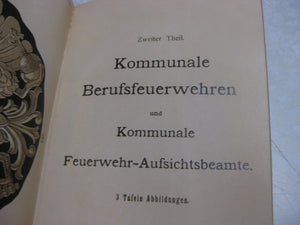 Zweiter Theil.
Kommunale
Berufsfeuerwehren
und
Kommunale
Feuerwehr-Aufsichtsbeamte.
3 Tafeln Abbildungen.